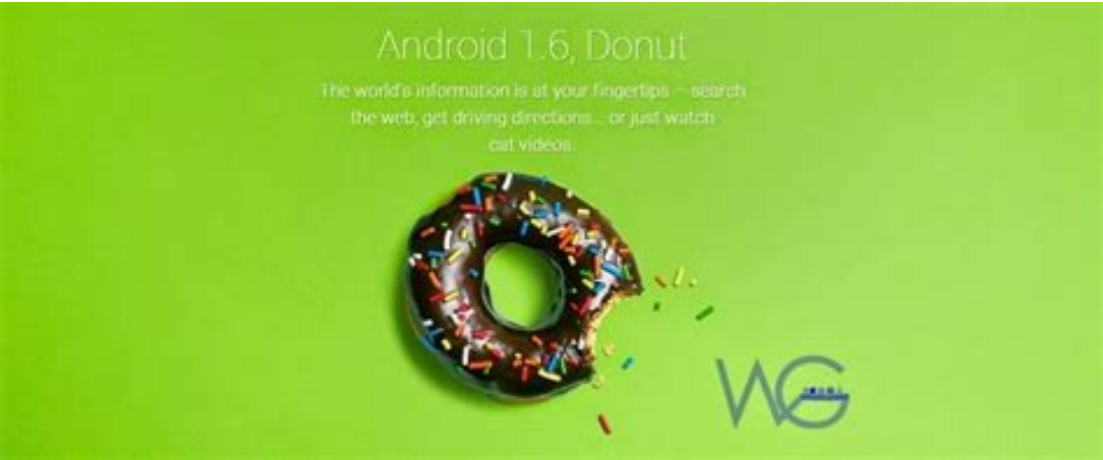 Android 1.6, Donut
The world's information is at your fingertips – search
the web, get driving directions... or just watch
cat videos.
WG